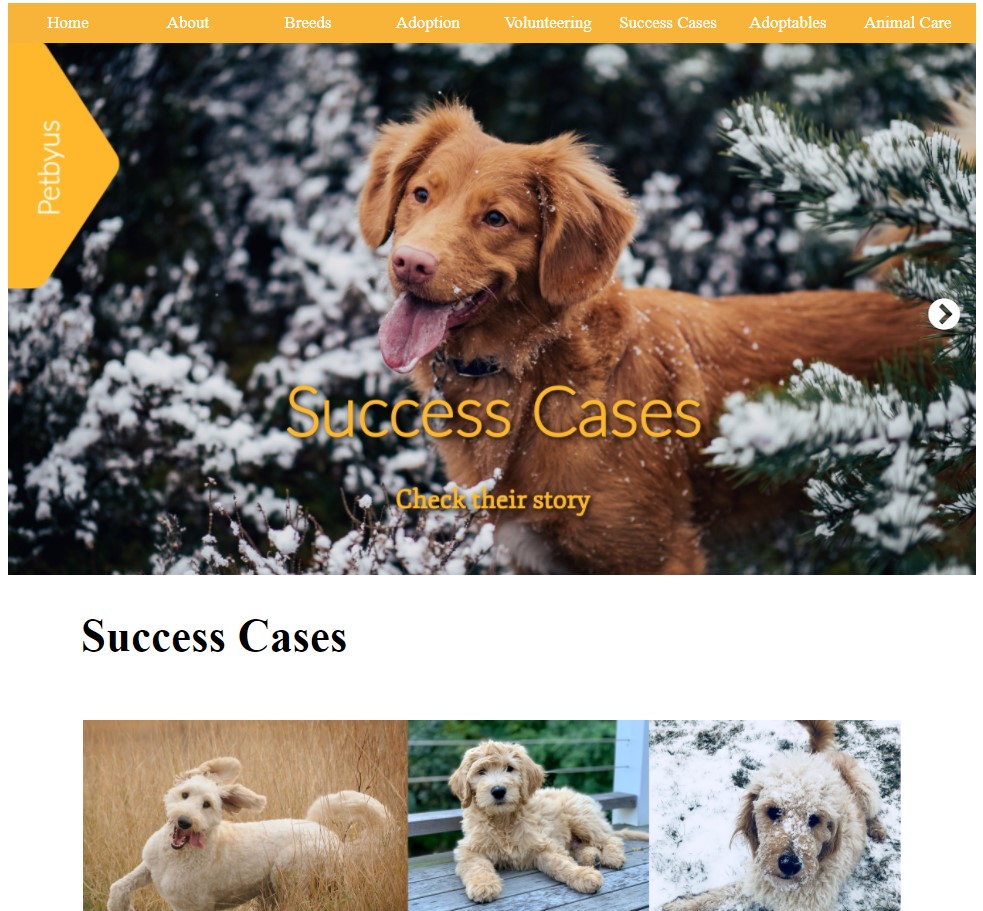 Home About Breeds Adoption Volunteering Success Cases Adoptables Animal Care
Petbyus
Success Cases
Check their story
Success Cases